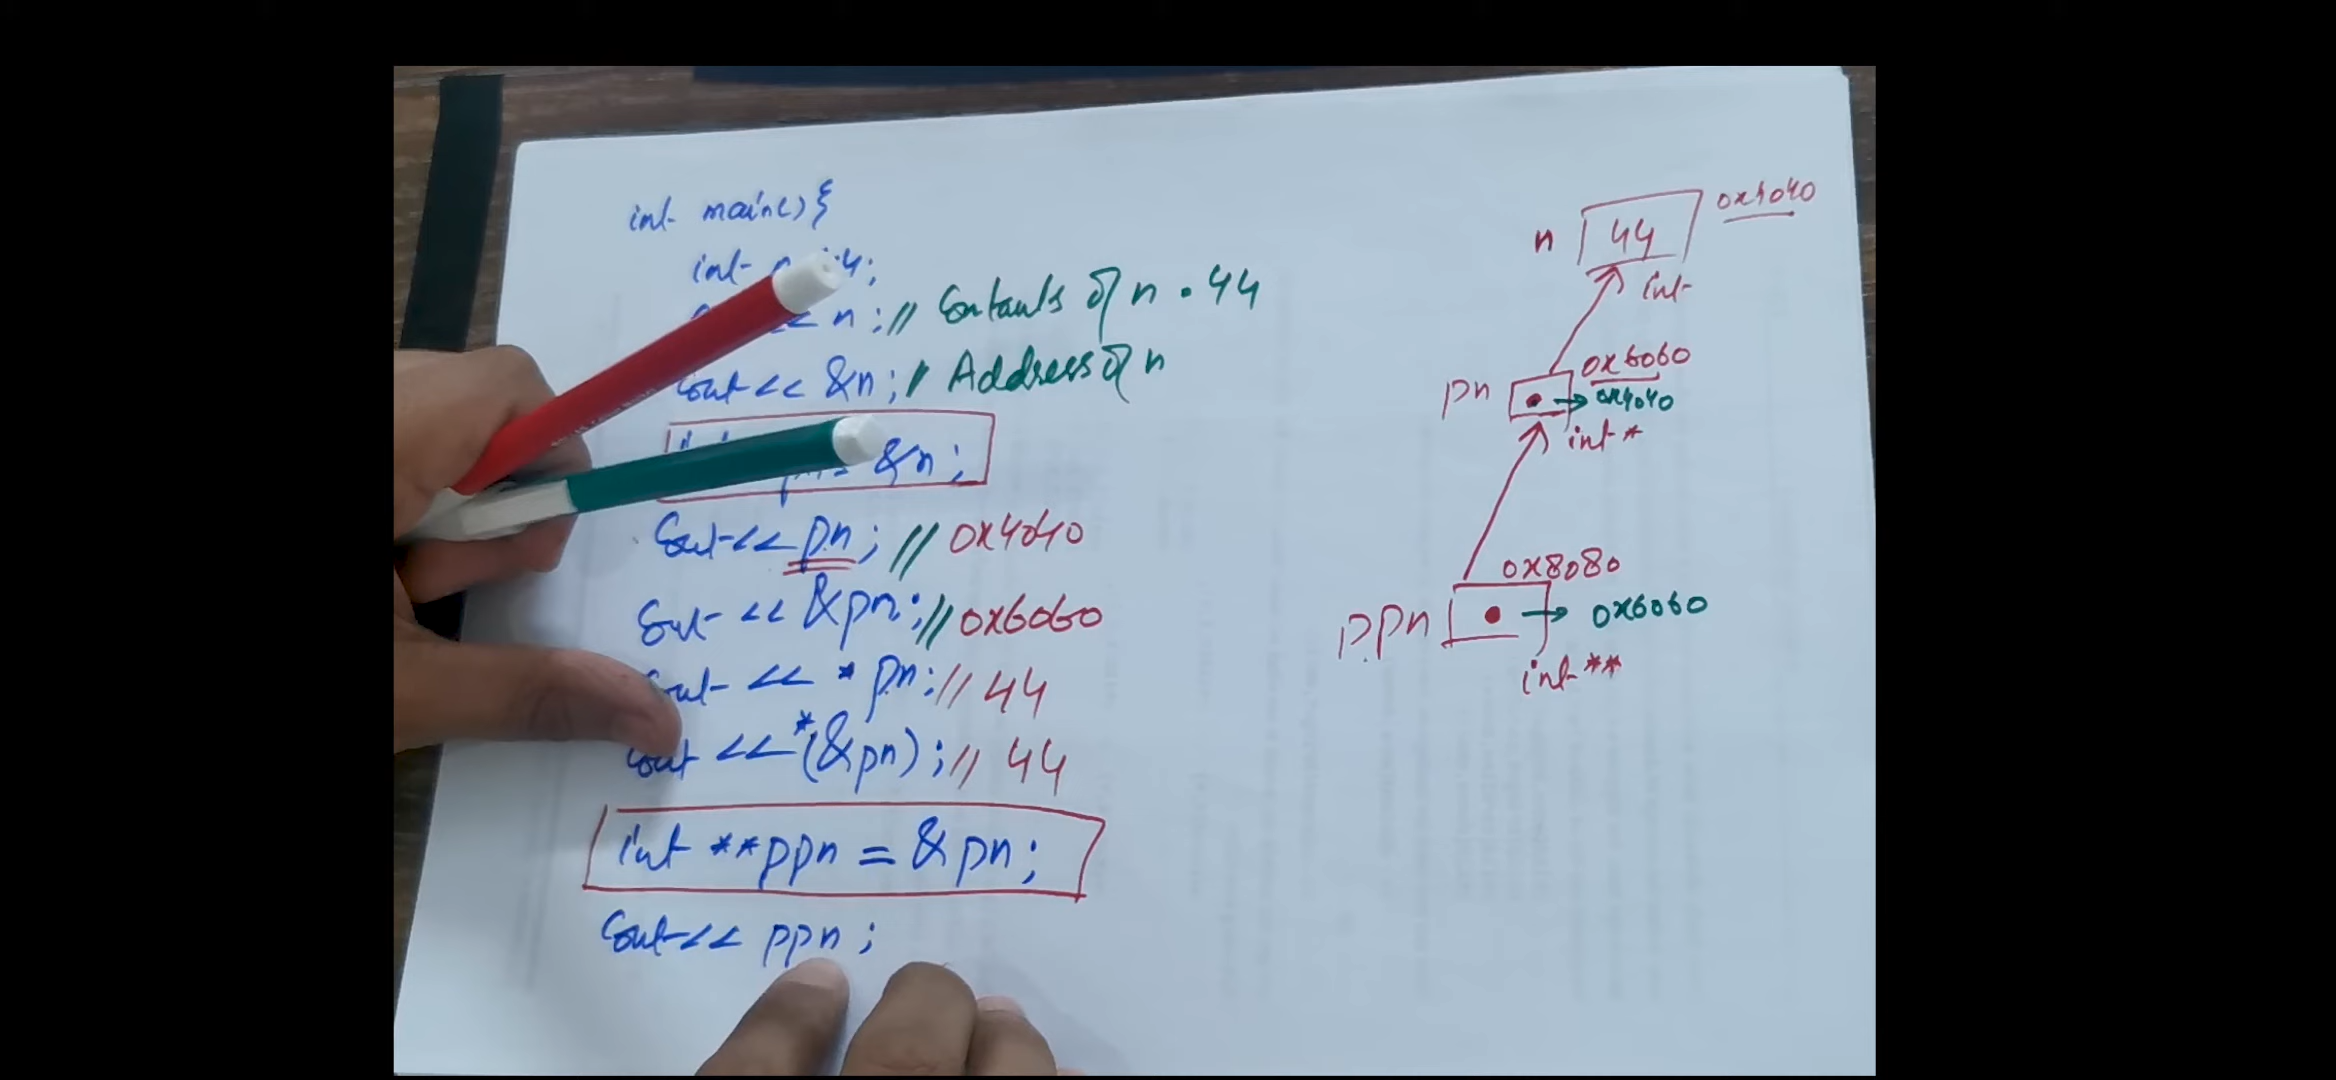 int main() {
int 4;
<< n; // Contents of n . 44
Cout << &n; // Address of n
= &n;
Cout << pn; // 0x4040
Cout << &pn; // 0x6060
Cout << * pn; // 44
Cout << *(&pn); // 44
int **ppn = &pn;
Cout << ppn;
0x4040
n 44
int
0x6060
pn 0x4040
int *
0x8080
ppn 0x6060
int **